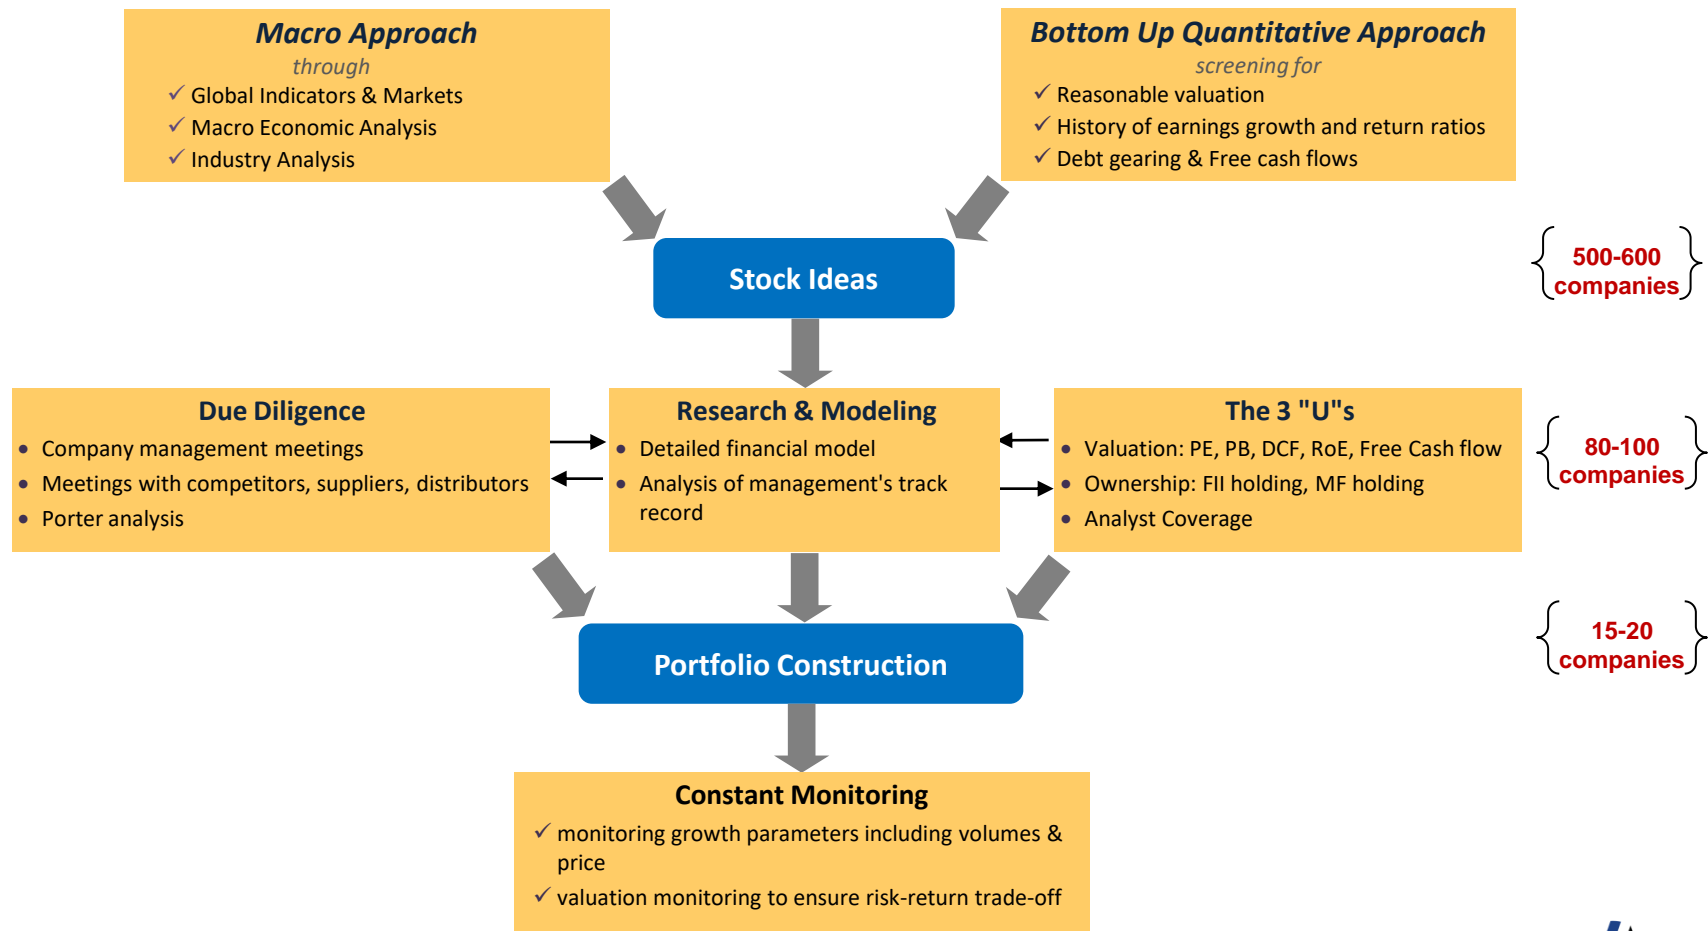 Macro Approach
through
✓ Global Indicators & Markets
✓ Macro Economic Analysis
✓ Industry Analysis
Bottom Up Quantitative Approach
screening for
✓ Reasonable valuation
✓ History of earnings growth and return ratios
✓ Debt gearing & Free cash flows
Stock Ideas
500-600
companies
Due Diligence
• Company management meetings
• Meetings with competitors, suppliers, distributors
• Porter analysis
Research & Modeling
• Detailed financial model
• Analysis of management's track
record
The 3 "U"s
• Valuation: PE, PB, DCF, RoE, Free Cash flow
• Ownership: FII holding, MF holding
• Analyst Coverage
80-100
companies
Portfolio Construction
15-20
companies
Constant Monitoring
✓ monitoring growth parameters including volumes &
price
✓ valuation monitoring to ensure risk-return trade-off